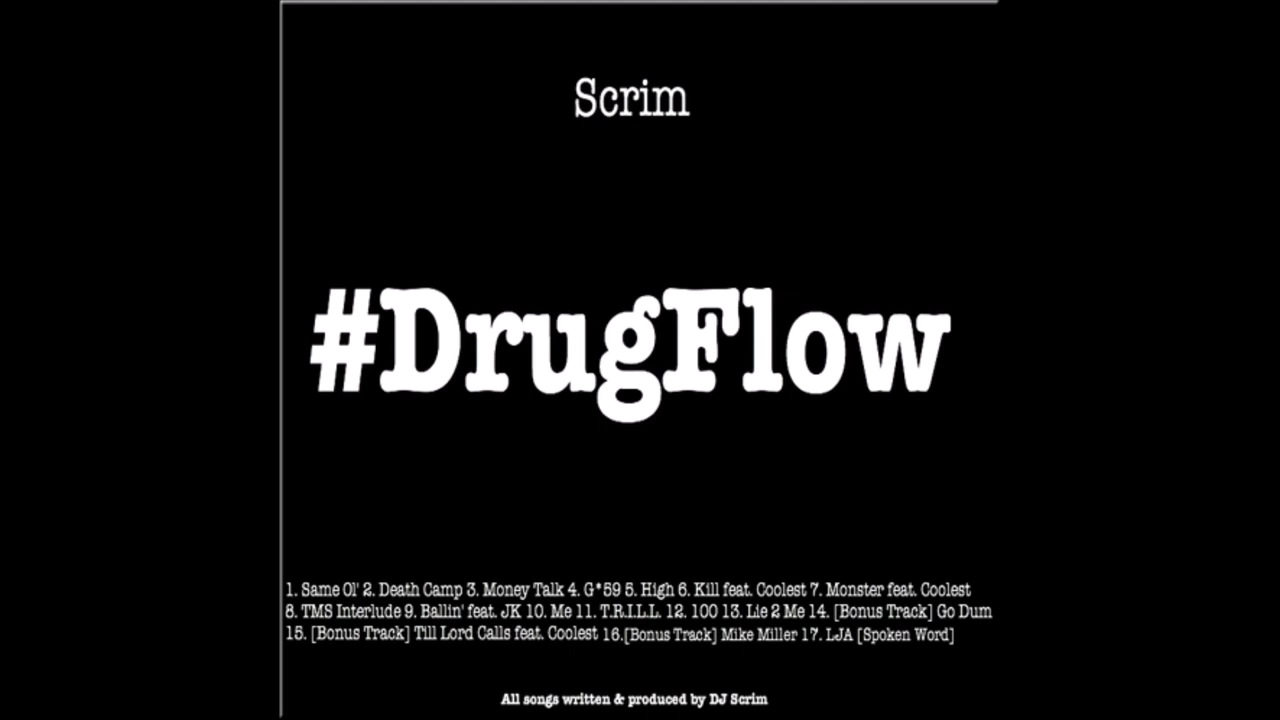 Scrim
#DrugFlow
1. Same Ol' 2. Death Camp 3. Money Talk 4. G*59 5. High 6. Kill feat. Coolest 7. Monster feat. Coolest
8. TMS Interlude 9. Ballin' feat. JK 10. Me 11. T.R.I.L.L. 12. 100 13. Lie 2 Me 14. [Bonus Track] Go Dum
15. [Bonus Track] Till Lord Calls feat. Coolest 16.[Bonus Track] Mike Miller 17. LJA [Spoken Word]
All songs written & produced by DJ Scrim